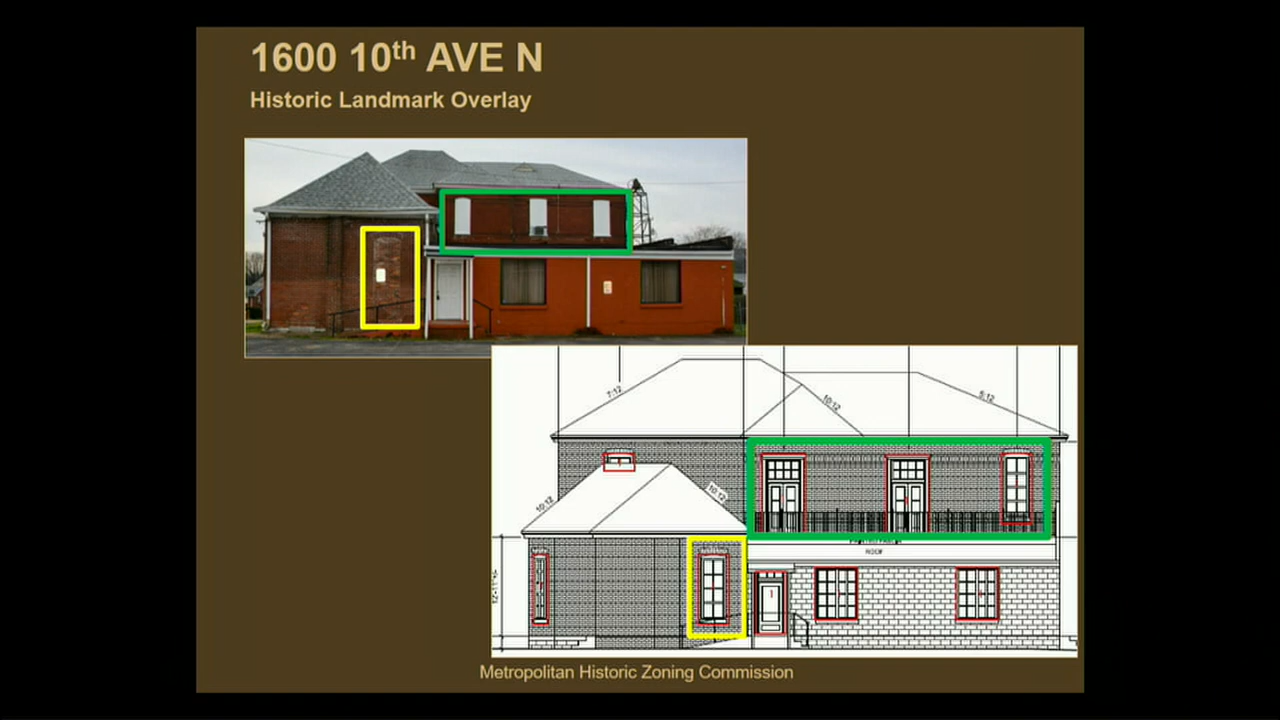 1600 10th AVE N
Historic Landmark Overlay
7:12
10:12
5:12
10:12
10:12
ROOF
1
Metropolitan Historic Zoning Commission